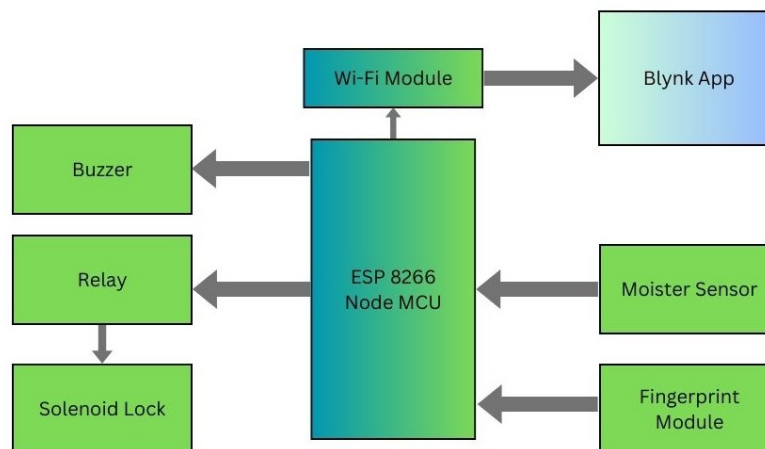 Wi-Fi Module
Blynk App
Buzzer
Relay
ESP 8266
Node MCU
Moister Sensor
Solenoid Lock
Fingerprint
Module